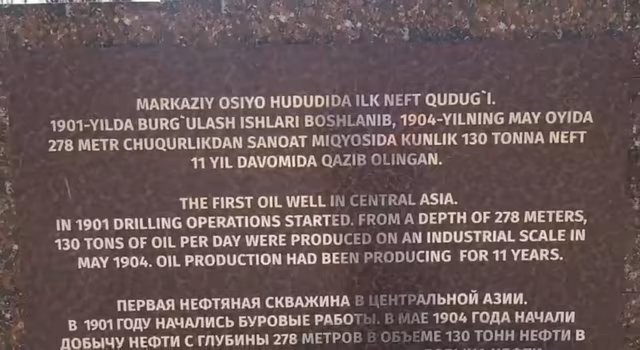 MARKAZIY OSIYO HUDUDIDA ILK NEFT QUDUG`I.
1901-YILDA BURG`ULASH ISHLARI BOSHLANIB, 1904-YILNING MAY OYIDA
278 METR CHUQURLIKDAN SANOAT MIQYOSIDA KUNLIK 130 TONNA NEFT
11 YIL DAVOMIDA QAZIB OLINGAN.
THE FIRST OIL WELL IN CENTRAL ASIA.
IN 1901 DRILLING OPERATIONS STARTED. FROM A DEPTH OF 278 METERS,
130 TONS OF OIL PER DAY WERE PRODUCED ON AN INDUSTRIAL SCALE IN
MAY 1904. OIL PRODUCTION HAD BEEN PRODUCING FOR 11 YEARS.
ПЕРВАЯ НЕФТЯНАЯ СКВАЖИНА В ЦЕНТРАЛЬНОЙ АЗИИ.
В 1901 ГОДУ НАЧАЛИСЬ БУРОВЫЕ РАБОТЫ. В МАЕ 1904 ГОДА НАЧАЛИ
ДОБЫЧУ НЕФТИ С ГЛУБИНЫ 278 МЕТРОВ В ОБЪЕМЕ 130 ТОНН НЕФТИ В